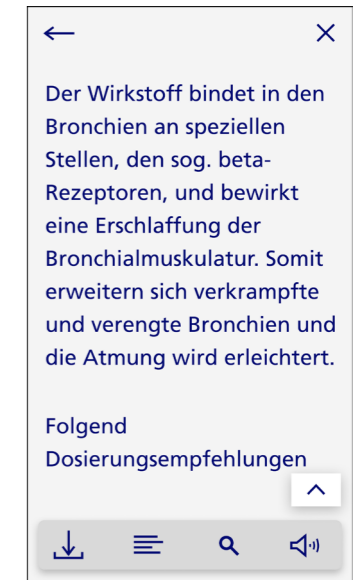 Der Wirkstoff bindet in den
Bronchien an speziellen
Stellen, den sog. beta-
Rezeptoren, und bewirkt
eine Erschlaffung der
Bronchialmuskulatur. Somit
erweitern sich verkrampfte
und verengte Bronchien und
die Atmung wird erleichtert.
Folgend
Dosierungsempfehlungen